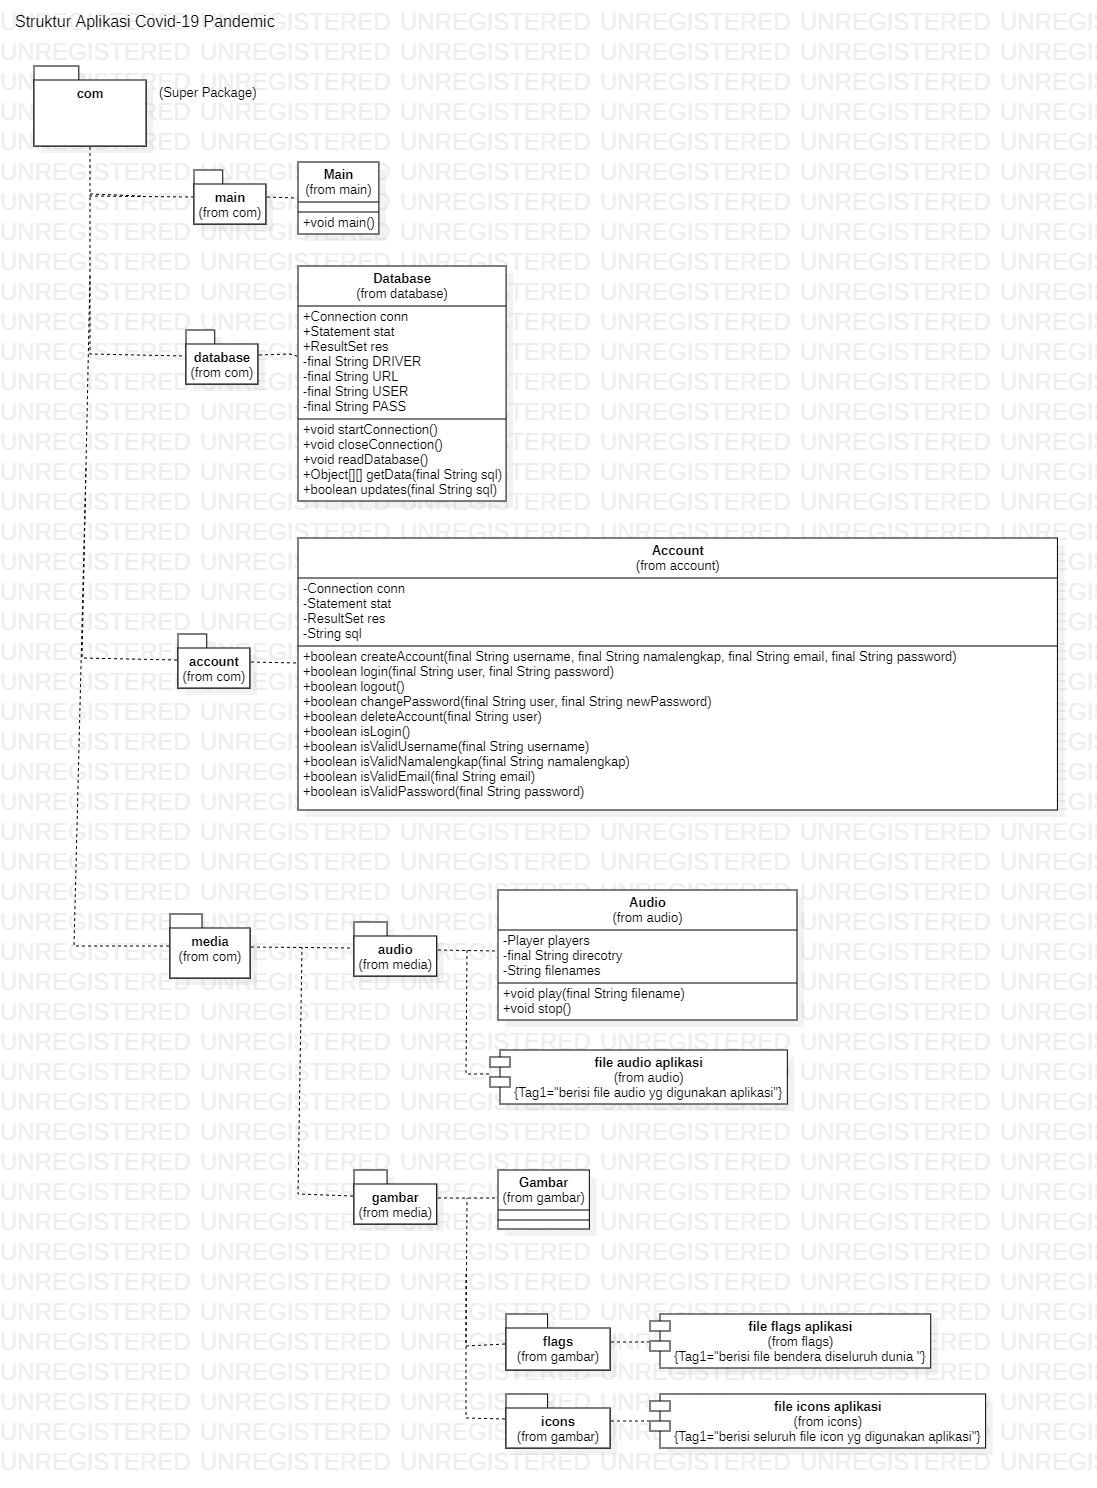 Struktur Aplikasi Covid-19 Pandemic
com
(Super Package)
main
(from com)
Main
(from main)
+void main()
database
(from com)
Database
(from database)
+Connection conn
+Statement stat
+ResultSet res
-final String DRIVER
-final String URL
-final String USER
-final String PASS
+void startConnection()
+void closeConnection()
+void readDatabase()
+Object[][] getData(final String sql)
+boolean updates(final String sql)
account
(from com)
Account
(from account)
-Connection conn
-Statement stat
-ResultSet res
-String sql
+boolean createAccount(final String username, final String namalengkap, final String email, final String password)
+boolean login(final String user, final String password)
+boolean logout()
+boolean changePassword(final String user, final String newPassword)
+boolean deleteAccount(final String user)
+boolean isLogin()
+boolean isValidUsername(final String username)
+boolean isValidNamalengkap(final String namalengkap)
+boolean isValidEmail(final String email)
+boolean isValidPassword(final String password)
media
(from com)
audio
(from media)
Audio
(from audio)
-Player players
-final String direcotry
-String filenames
+void play(final String filename)
+void stop()
file audio aplikasi
(from audio)
{Tag1="berisi file audio yg digunakan aplikasi"}
gambar
(from media)
Gambar
(from gambar)
flags
(from gambar)
file flags aplikasi
(from flags)
{Tag1="berisi file bendera diseluruh dunia "}
icons
(from gambar)
file icons aplikasi
(from icons)
{Tag1="berisi seluruh file icon yg digunakan aplikasi"}
UNREGISTERED